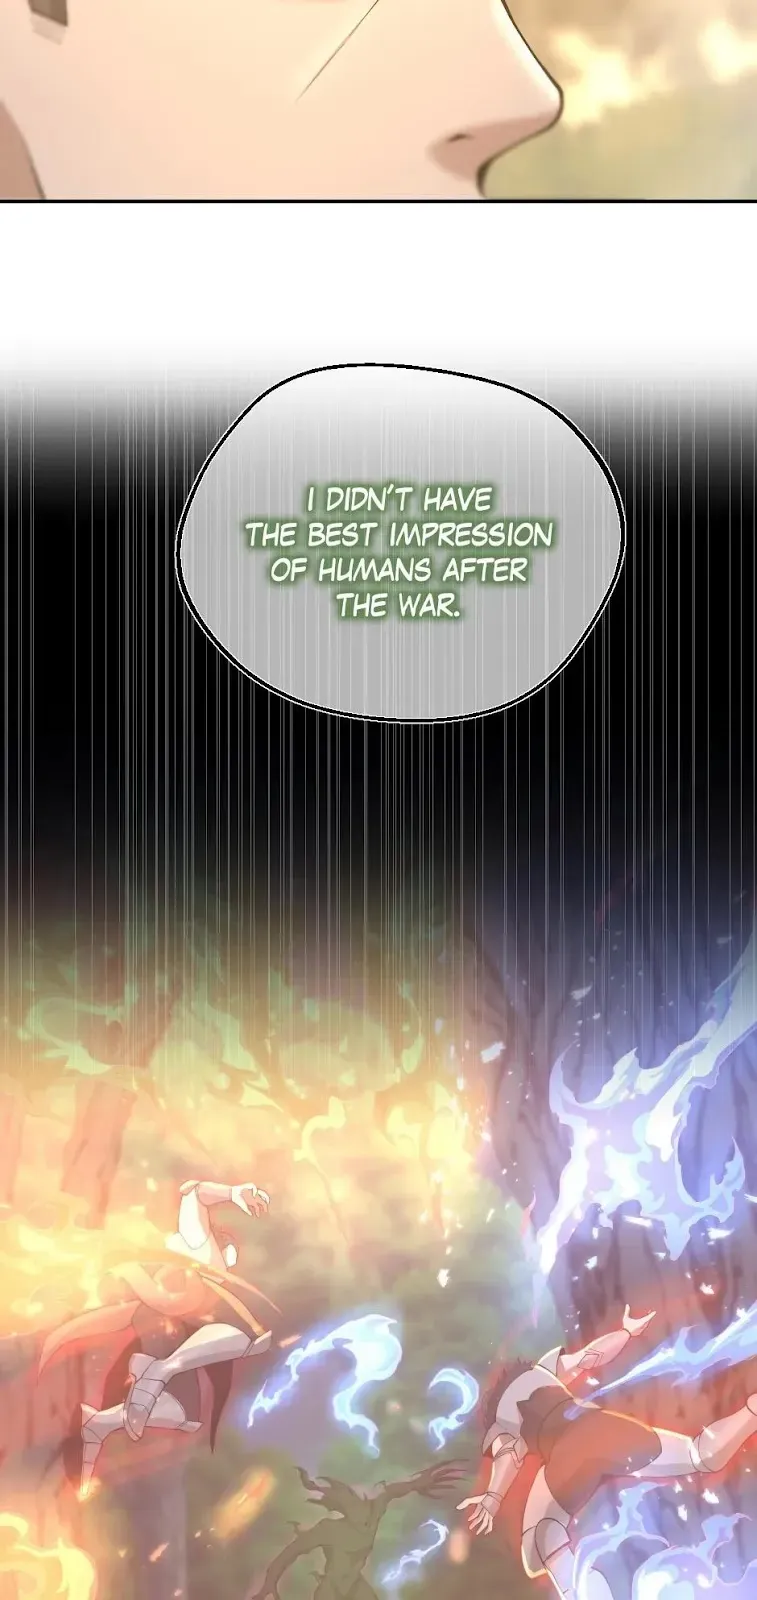 I DIDN'T HAVE
THE BEST IMPRESSION
OF HUMANS AFTER
THE WAR.